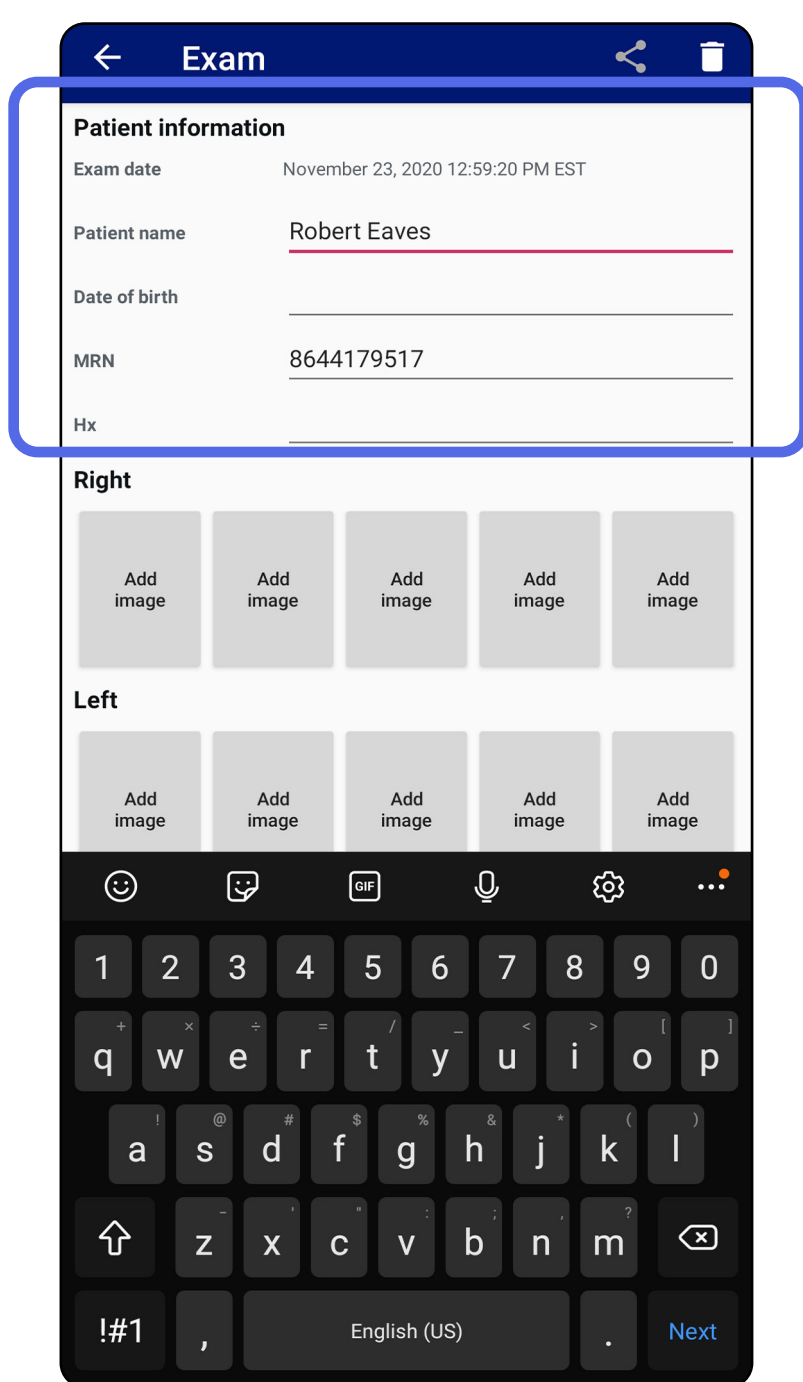 Exam
Patient information
Exam date November 23, 2020 12:59:20 PM EST
Patient name Robert Eaves
Date of birth
MRN 8644179517
Hx
Right
Add image Add image Add image Add image Add image
Left
Add image Add image Add image Add image Add image
GIF
1 2 3 4 5 6 7 8 9 0
+ × ÷ = / _ < > [ ]
q w e r t y u i o p
! @ # $ % & * ( )
a s d f g h j k l
- ' " : ; , ?
z x c v b n m
!#1 , English (US) . Next